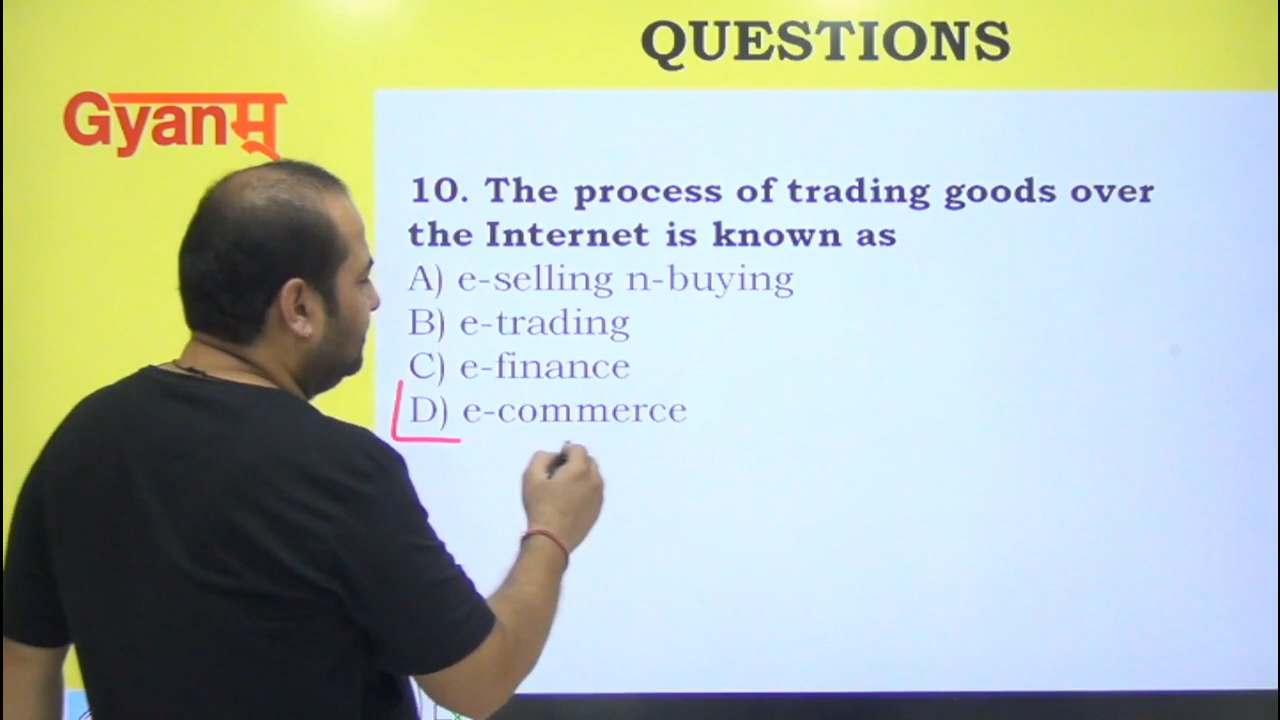 QUESTIONS
Gyanम्
10. The process of trading goods over
the Internet is known as
A) e-selling n-buying
B) e-trading
C) e-finance
D) e-commerce